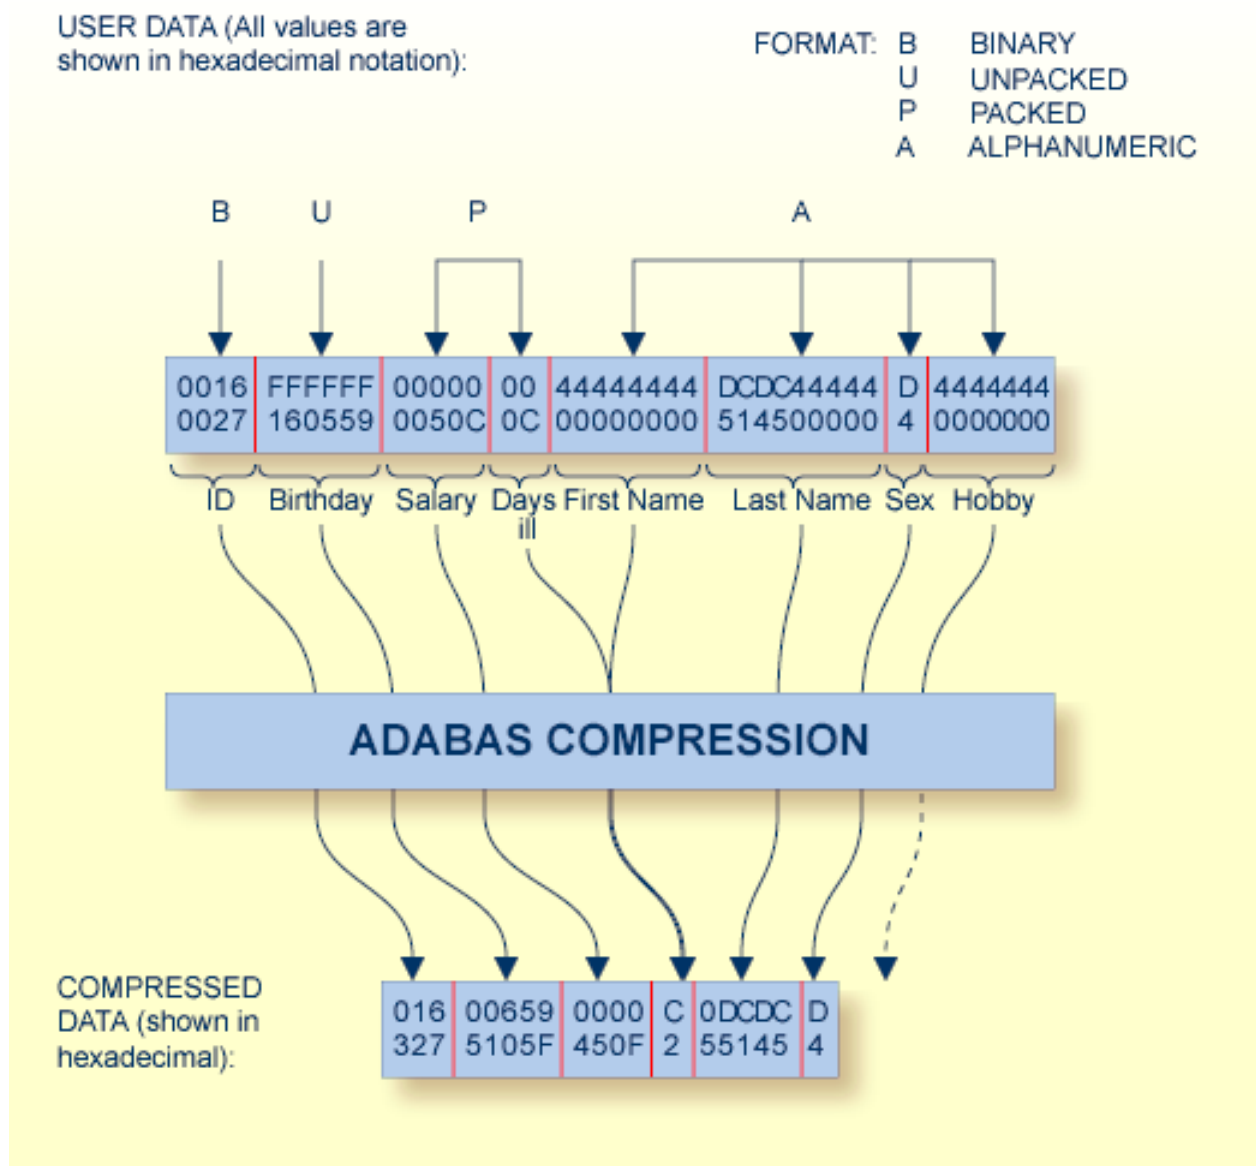 USER DATA (All values are
shown in hexadecimal notation):
FORMAT: B BINARY
U UNPACKED
P PACKED
A ALPHANUMERIC
B U P A
0016 FFFFFF 00000 00 44444444 DCDC44444 D 4444444
0027 160559 0050C 0C 00000000 514500000 4 0000000
ID Birthday Salary Days First Name Last Name Sex Hobby
ill
ADABAS COMPRESSION
COMPRESSED
DATA (shown in
hexadecimal):
016 00659 0000 C 0DCDC D
327 5105F 450F 2 55145 4